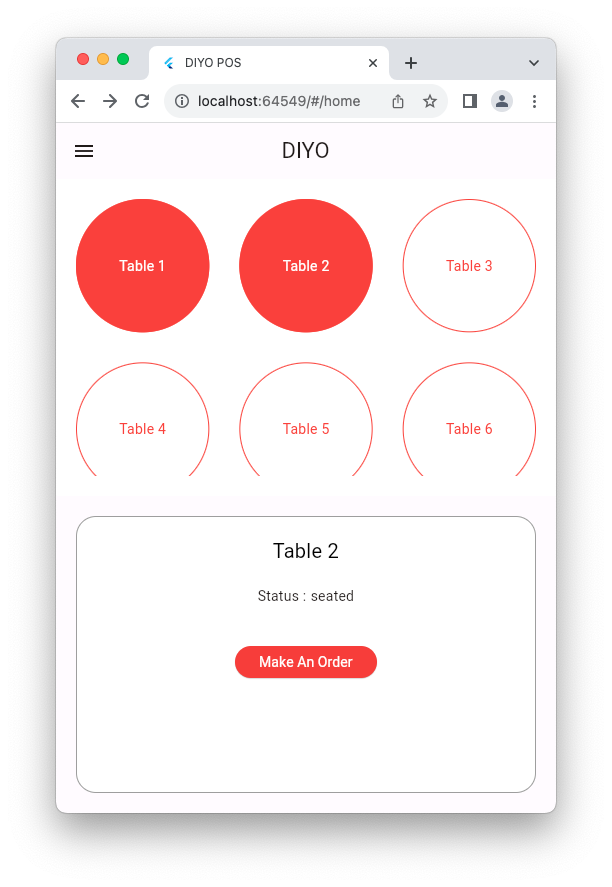 DIYO POS
localhost:64549/#/home
DIYO
Table 1
Table 2
Table 3
Table 4
Table 5
Table 6
Table 2
Status : seated
Make An Order